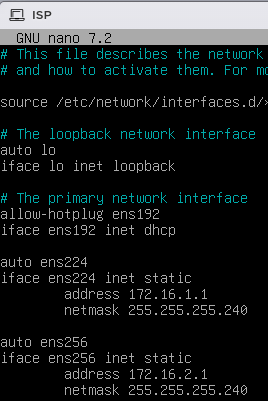 ISP
GNU nano 7.2
# This file describes the network
# and how to activate them. For mo
source /etc/network/interfaces.d/*
# The loopback network interface
auto lo
iface lo inet loopback
# The primary network interface
allow-hotplug ens192
iface ens192 inet dhcp
auto ens224
iface ens224 inet static
address 172.16.1.1
netmask 255.255.255.240
auto ens256
iface ens256 inet static
address 172.16.2.1
netmask 255.255.255.240